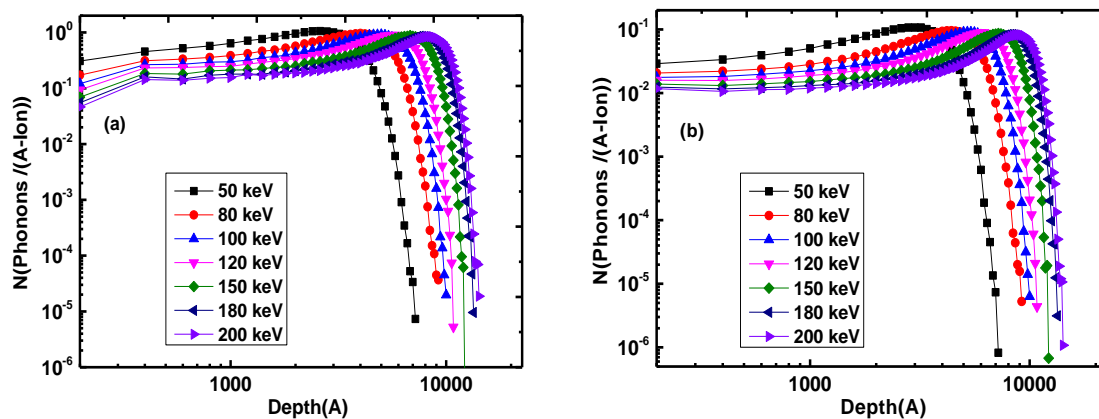 N(Phonons /(A-Ion))
10^0
10^-1
10^-2
10^-3
10^-4
10^-5
10^-6
(a)
50 keV
80 keV
100 keV
120 keV
150 keV
180 keV
200 keV
1000
10000
Depth(A)
N(Phonons /(A-Ion))
10^-1
10^-2
10^-3
10^-4
10^-5
10^-6
(b)
50 keV
80 keV
100 keV
120 keV
150 keV
180 keV
200 keV
1000
10000
Depth(A)